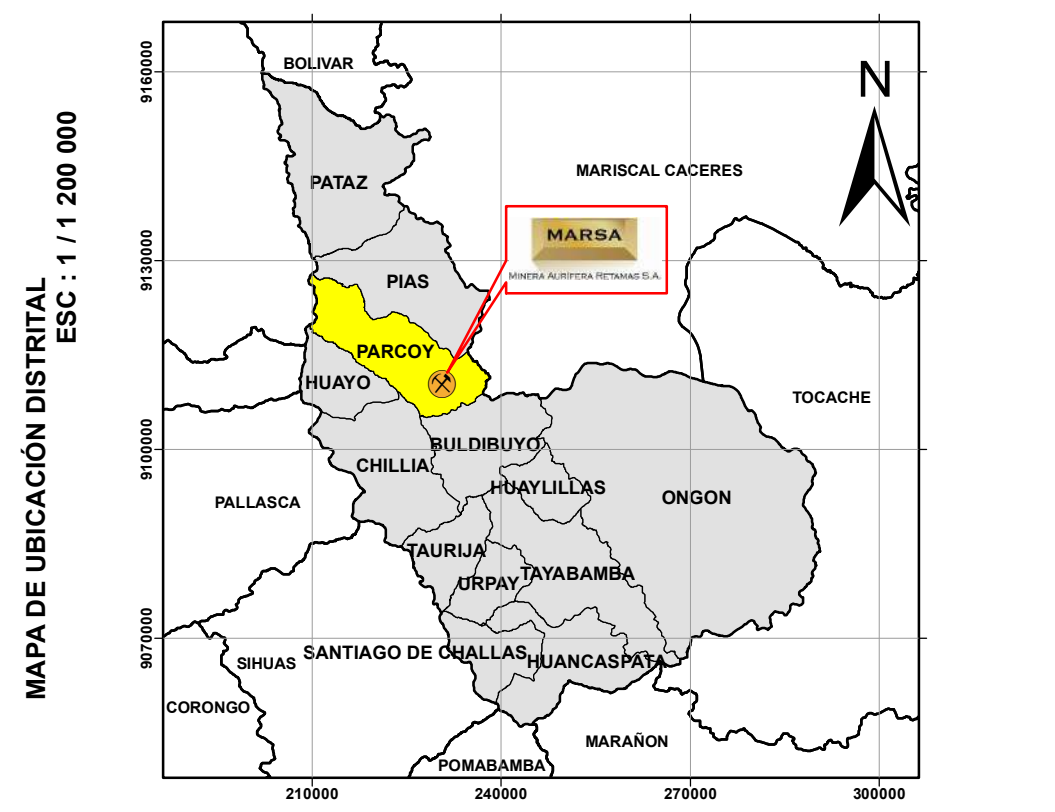 MAPA DE UBICACIÓN DISTRITAL
ESC : 1 / 1 200 000
9160000
9130000
9100000
9070000
BOLIVAR
N
MARISCAL CACERES
PATAZ
MARSA
MINERA AURÍFERA RETAMAS S.A.
PIAS
PARCOY
HUAYO
TOCACHE
BULDIBUYO
CHILLIA
HUAYLILLAS
ONGON
PALLASCA
TAURIJA
TAYABAMBA
URPAY
SANTIAGO DE CHALLAS
SIHUAS
HUANCASPATA
CORONGO
MARAÑON
POMABAMBA
210000
240000
270000
300000